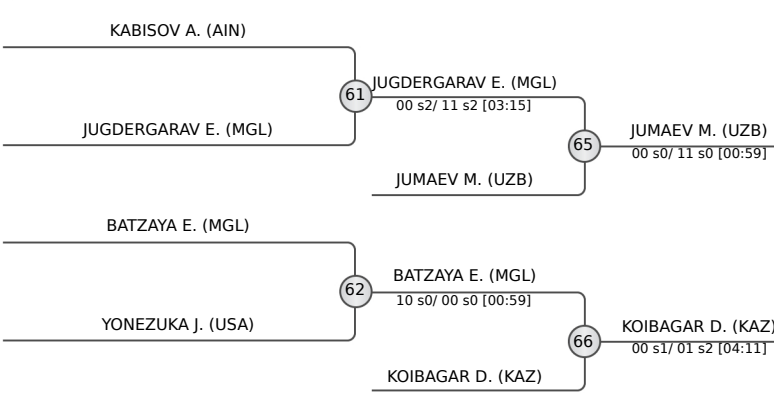 KABISOV A. (AIN)
61
JUGDERGARAV E. (MGL)
00 s2/ 11 s2 [03:15]
JUGDERGARAV E. (MGL)
65
JUMAEV M. (UZB)
00 s0/ 11 s0 [00:59]
JUMAEV M. (UZB)
BATZAYA E. (MGL)
62
BATZAYA E. (MGL)
10 s0/ 00 s0 [00:59]
YONEZUKA J. (USA)
66
KOIBAGAR D. (KAZ)
00 s1/ 01 s2 [04:11]
KOIBAGAR D. (KAZ)